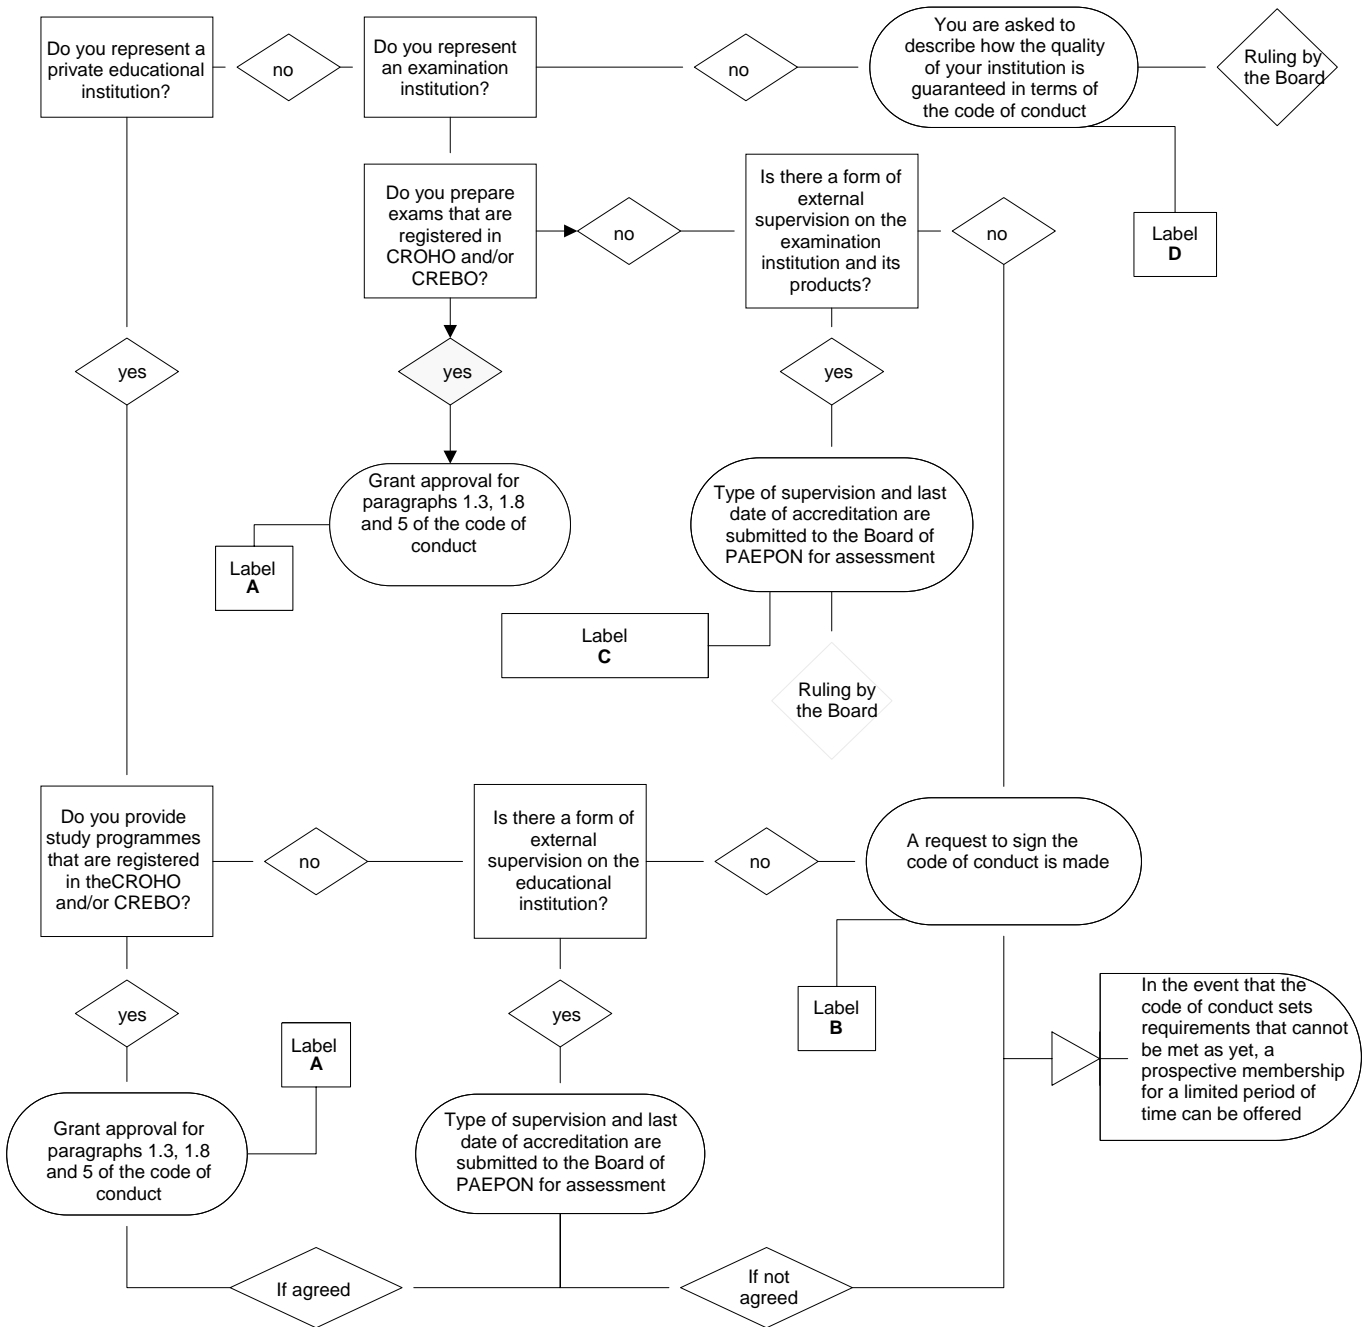 Do you represent a
private educational
institution?
no
Do you represent
an examination
institution?
no
You are asked to
describe how the quality
of your institution is
guaranteed in terms of
the code of conduct
Ruling by
the Board
Label
D
Do you prepare
exams that are
registered in
CROHO and/or
CREBO?
no
Is there a form of
external
supervision on the
examination
institution and its
products?
no
yes
yes
yes
Grant approval for
paragraphs 1.3, 1.8
and 5 of the code of
conduct
Label
A
Type of supervision and last
date of accreditation are
submitted to the Board of
PAEPON for assessment
Label
C
Ruling by
the Board
Do you provide
study programmes
that are registered
in theCROHO
and/or CREBO?
no
Is there a form of
external
supervision on the
educational
institution?
no
A request to sign the
code of conduct is made
Label
B
yes
Label
A
yes
In the event that the
code of conduct sets
requirements that cannot
be met as yet, a
prospective membership
for a limited period of
time can be offered
Grant approval for
paragraphs 1.3, 1.8
and 5 of the code of
conduct
Type of supervision and last
date of accreditation are
submitted to the Board of
PAEPON for assessment
If agreed
If not
agreed